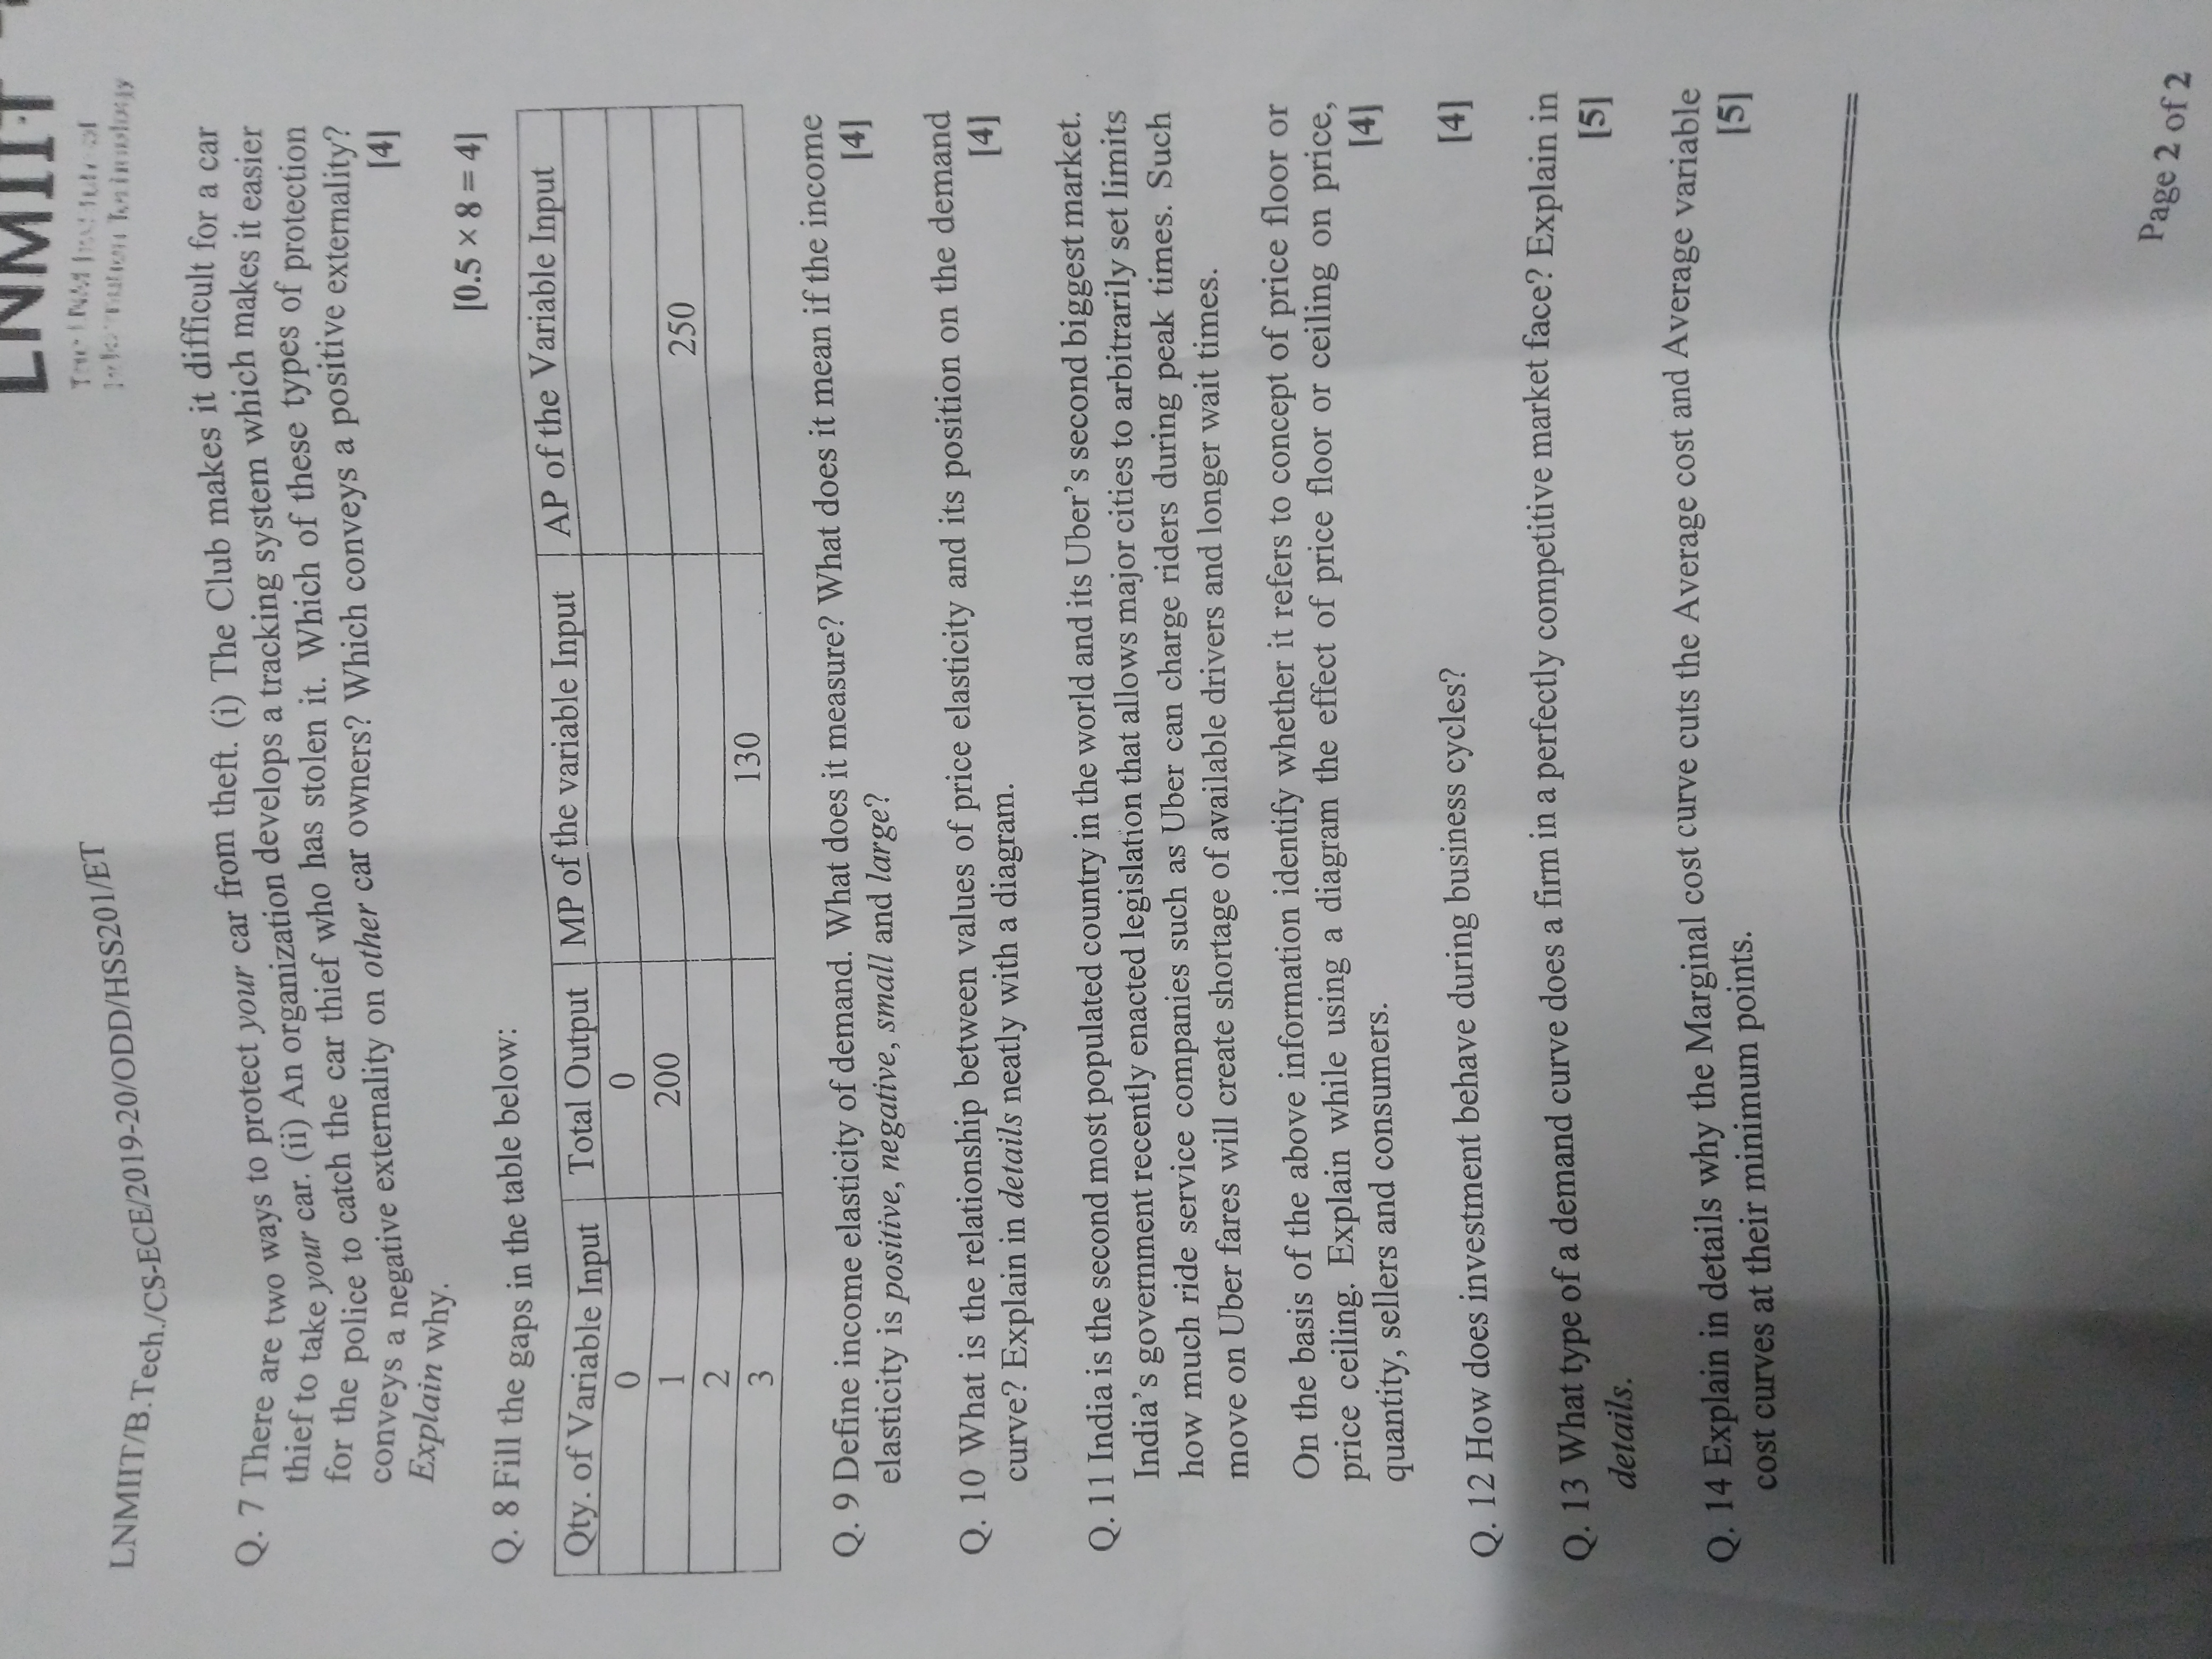 LNMIIT
The LNM Institute of
Information Technology
LNMIIT/B.Tech./CS-ECE/2019-20/ODD/HSS201/ET
Q. 7 There are two ways to protect your car from theft. (i) The Club makes it difficult for a car
thief to take your car. (ii) An organization develops a tracking system which makes it easier
for the police to catch the car thief who has stolen it. Which of these types of protection
conveys a negative externality on other car owners? Which conveys a positive externality?
Explain why. [4]
Q. 8 Fill the gaps in the table below: [0.5 × 8 = 4]
Qty. of Variable Input Total Output MP of the variable Input AP of the Variable Input
0 0
1 200
2 250
3 130
Q. 9 Define income elasticity of demand. What does it measure? What does it mean if the income
elasticity is positive, negative, small and large? [4]
Q. 10 What is the relationship between values of price elasticity and its position on the demand
curve? Explain in details neatly with a diagram. [4]
Q. 11 India is the second most populated country in the world and its Uber's second biggest market.
India's government recently enacted legislation that allows major cities to arbitrarily set limits
how much ride service companies such as Uber can charge riders during peak times. Such
move on Uber fares will create shortage of available drivers and longer wait times.
On the basis of the above information identify whether it refers to concept of price floor or
price ceiling. Explain while using a diagram the effect of price floor or ceiling on price,
quantity, sellers and consumers. [4]
Q. 12 How does investment behave during business cycles? [4]
Q. 13 What type of a demand curve does a firm in a perfectly competitive market face? Explain in
details. [5]
Q. 14 Explain in details why the Marginal cost curve cuts the Average cost and Average variable
cost curves at their minimum points. [5]
Page 2 of 2